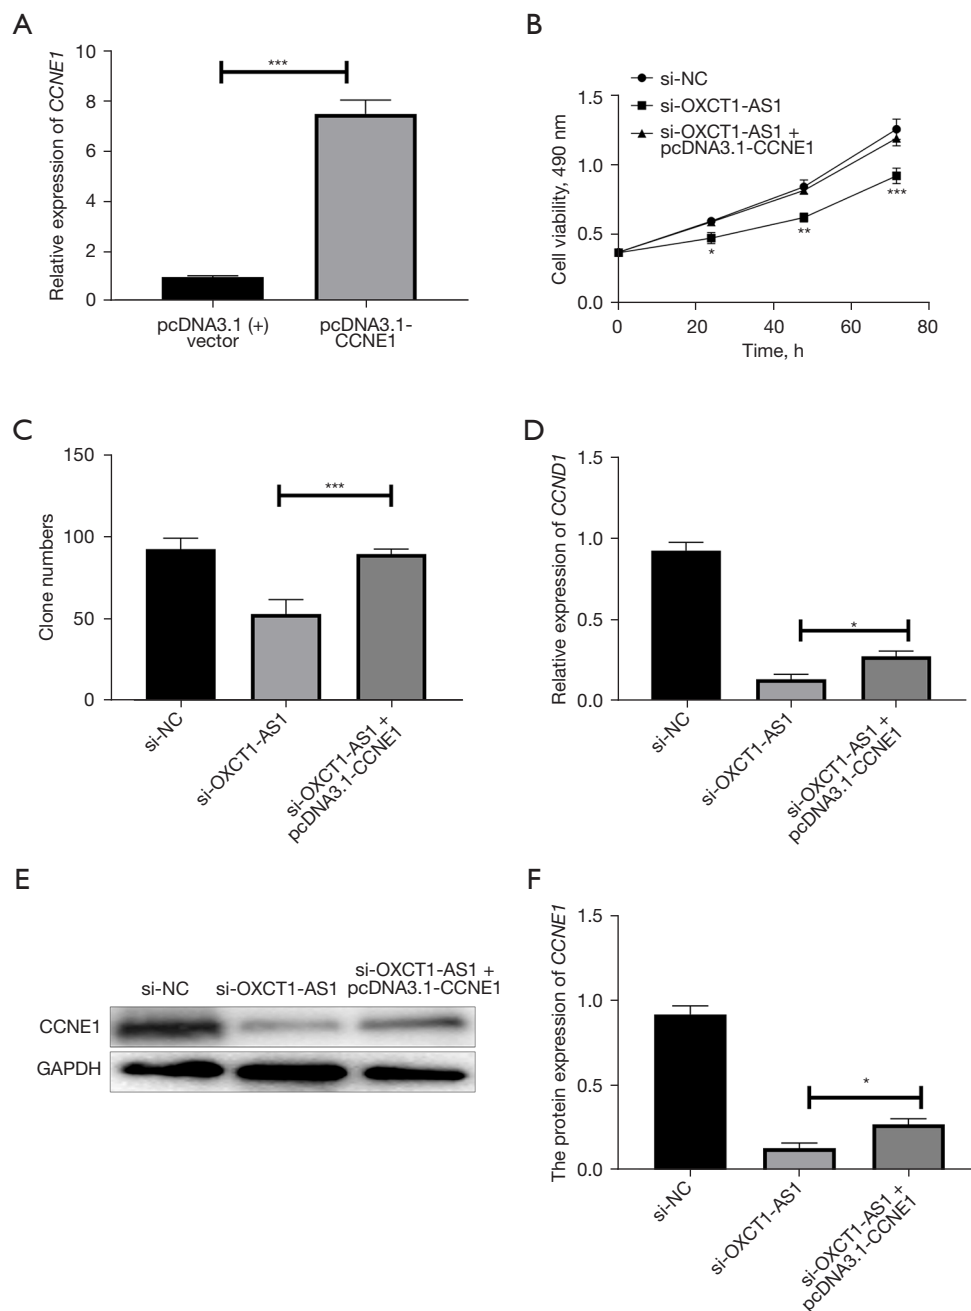 A
Relative expression of CCNE1
10
8
6
4
2
0
***
pcDNA3.1 (+)
vector
pcDNA3.1-
CCNE1
B
si-NC
si-OXCT1-AS1
si-OXCT1-AS1 +
pcDNA3.1-CCNE1
Cell viability, 490 nm
1.5
1.0
0.5
0.0
*
**
***
0
20
40
60
80
Time, h
C
Clone numbers
150
100
50
0
***
si-NC
si-OXCT1-AS1
si-OXCT1-AS1 +
pcDNA3.1-CCNE1
D
Relative expression of CCND1
1.5
1.0
0.5
0.0
*
si-NC
si-OXCT1-AS1
si-OXCT1-AS1 +
pcDNA3.1-CCNE1
E
si-NC
si-OXCT1-AS1
si-OXCT1-AS1 +
pcDNA3.1-CCNE1
CCNE1
GAPDH
F
The protein expression of CCNE1
1.5
1.0
0.5
0.0
*
si-NC
si-OXCT1-AS1
si-OXCT1-AS1 +
pcDNA3.1-CCNE1